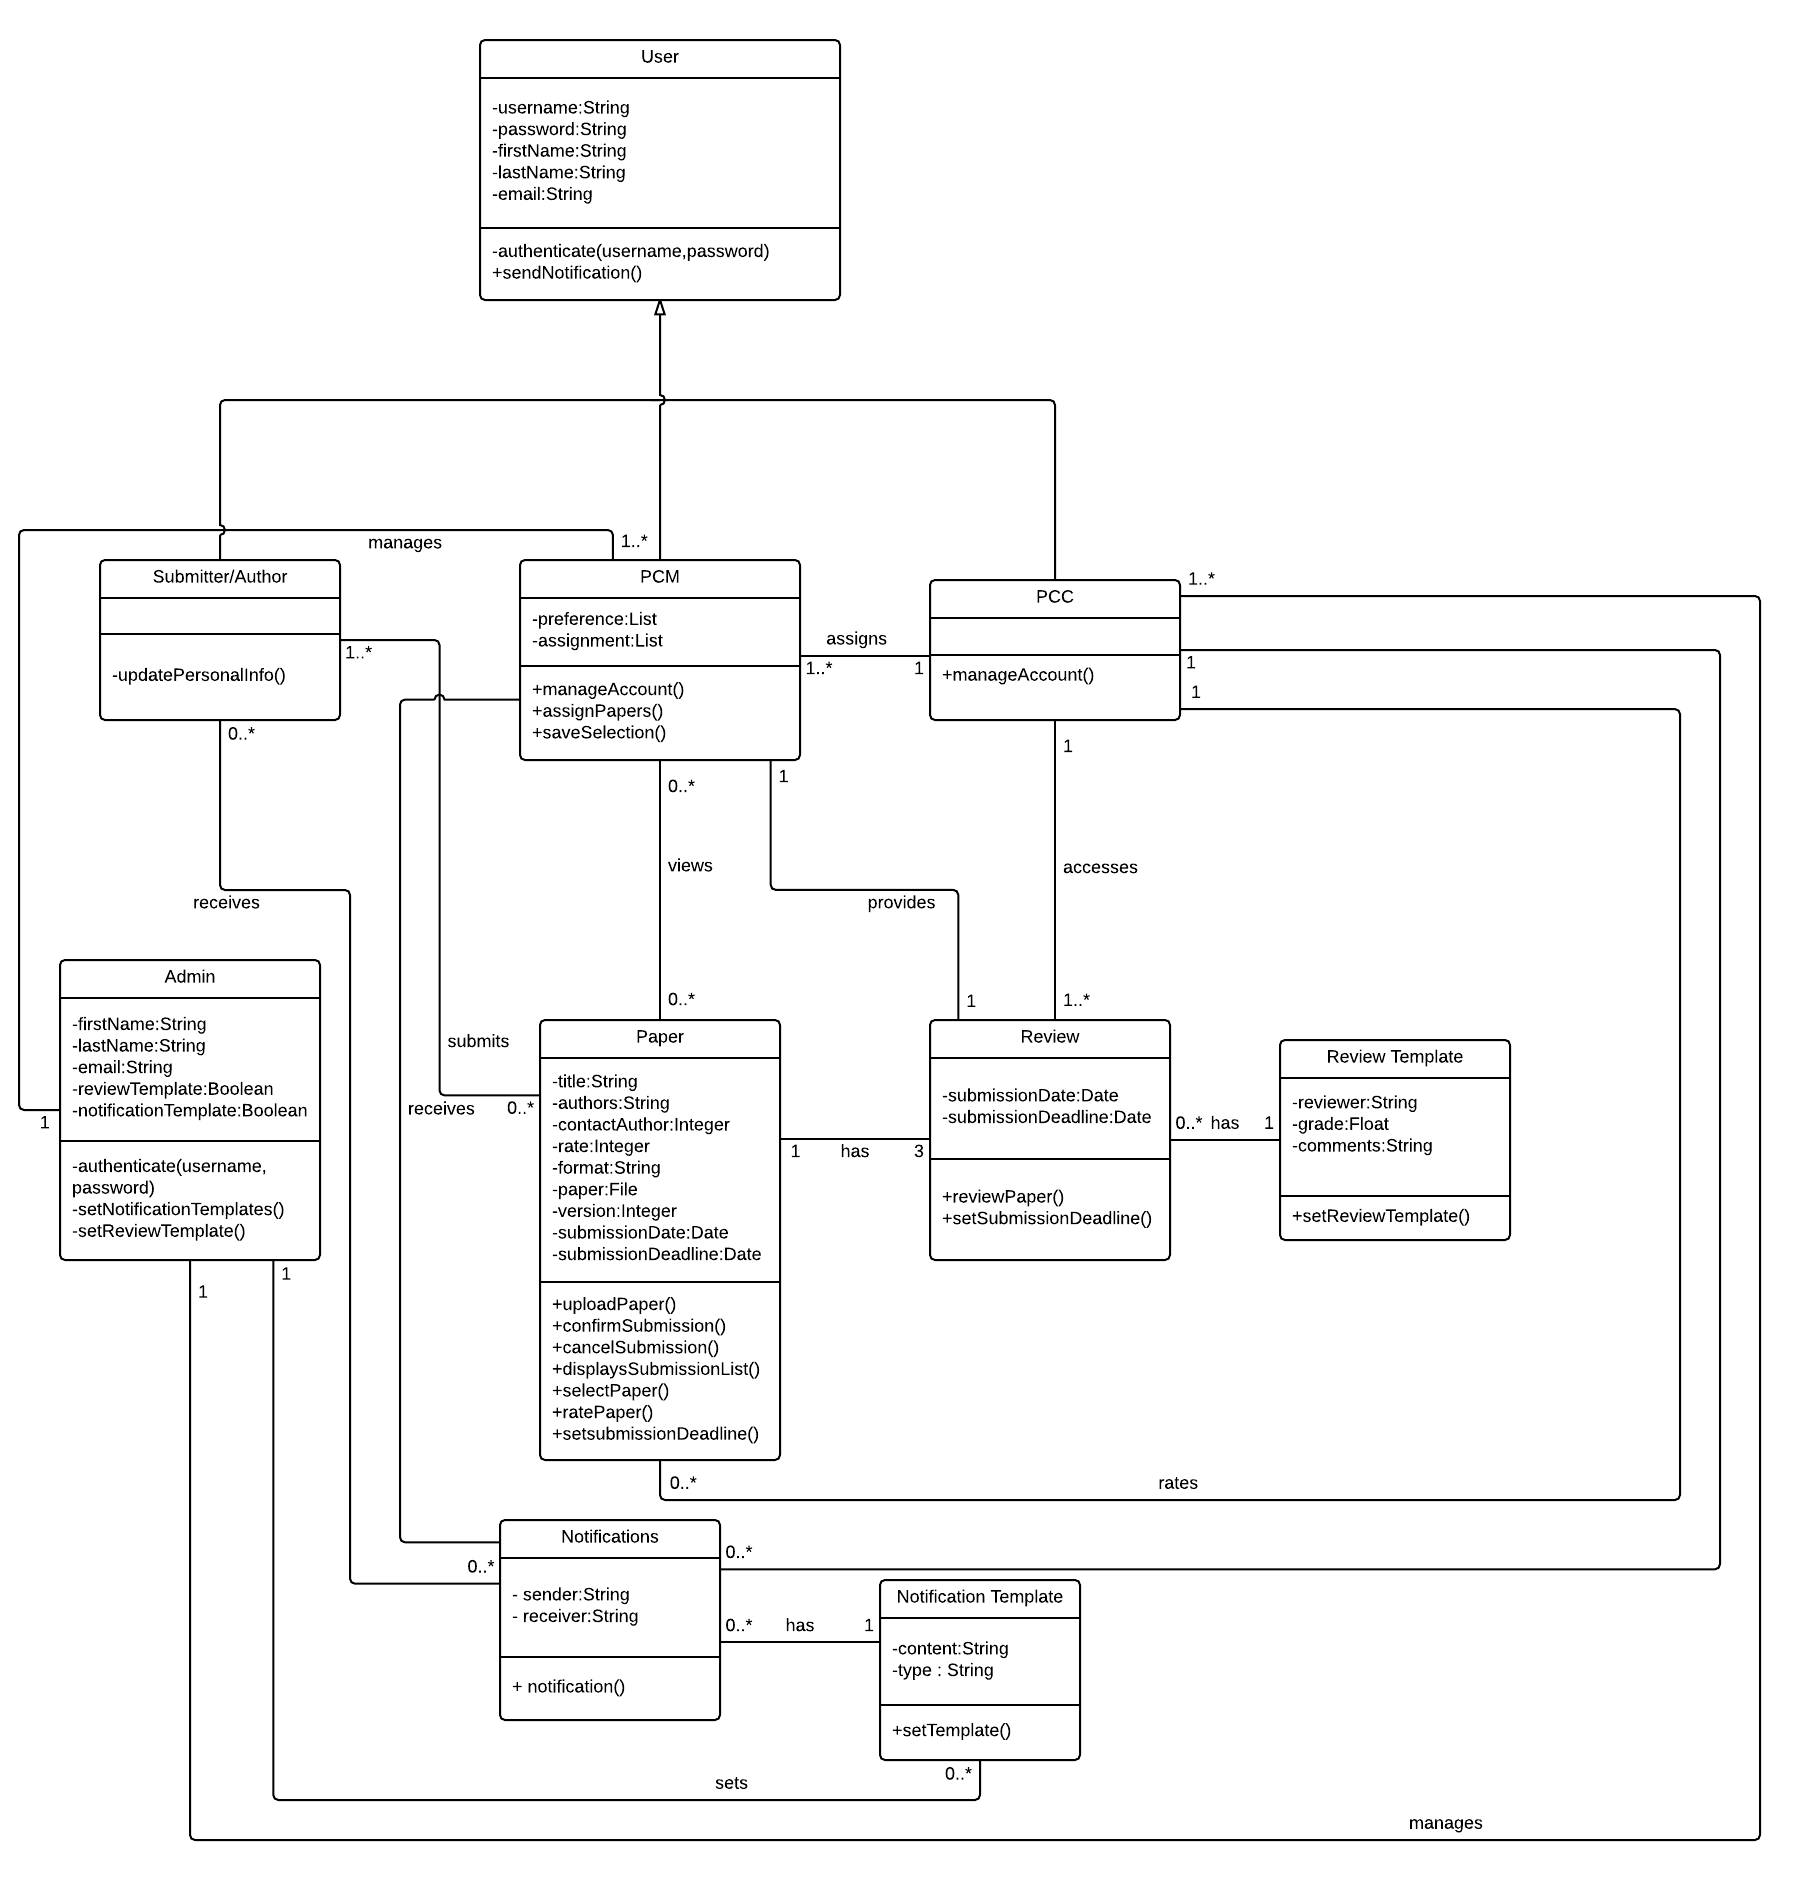 User
-username:String
-password:String
-firstName:String
-lastName:String
-email:String
-authenticate(username,password)
+sendNotification()
manages
1..*
Submitter/Author
-updatePersonalInfo()
1..*
0..*
PCM
-preference:List
-assignment:List
+manageAccount()
+assignPapers()
+saveSelection()
assigns
1..*
1
PCC
+manageAccount()
1..*
1
1
1
0..*
1
views
accesses
receives
provides
0..*
1
1..*
Admin
-firstName:String
-lastName:String
-email:String
-reviewTemplate:Boolean
-notificationTemplate:Boolean
-authenticate(username,
password)
-setNotificationTemplates()
-setReviewTemplate()
1
1
1
submits
receives
0..*
Paper
-title:String
-authors:String
-contactAuthor:Integer
-rate:Integer
-format:String
-paper:File
-version:Integer
-submissionDate:Date
-submissionDeadline:Date
+uploadPaper()
+confirmSubmission()
+cancelSubmission()
+displaysSubmissionList()
+selectPaper()
+ratePaper()
+setsubmissionDeadline()
1
has
3
Review
-submissionDate:Date
-submissionDeadline:Date
+reviewPaper()
+setSubmissionDeadline()
0..*
has
1
Review Template
-reviewer:String
-grade:Float
-comments:String
+setReviewTemplate()
0..*
rates
Notifications
- sender:String
- receiver:String
+ notification()
0..*
0..*
0..*
has
1
Notification Template
-content:String
-type : String
+setTemplate()
0..*
sets
manages